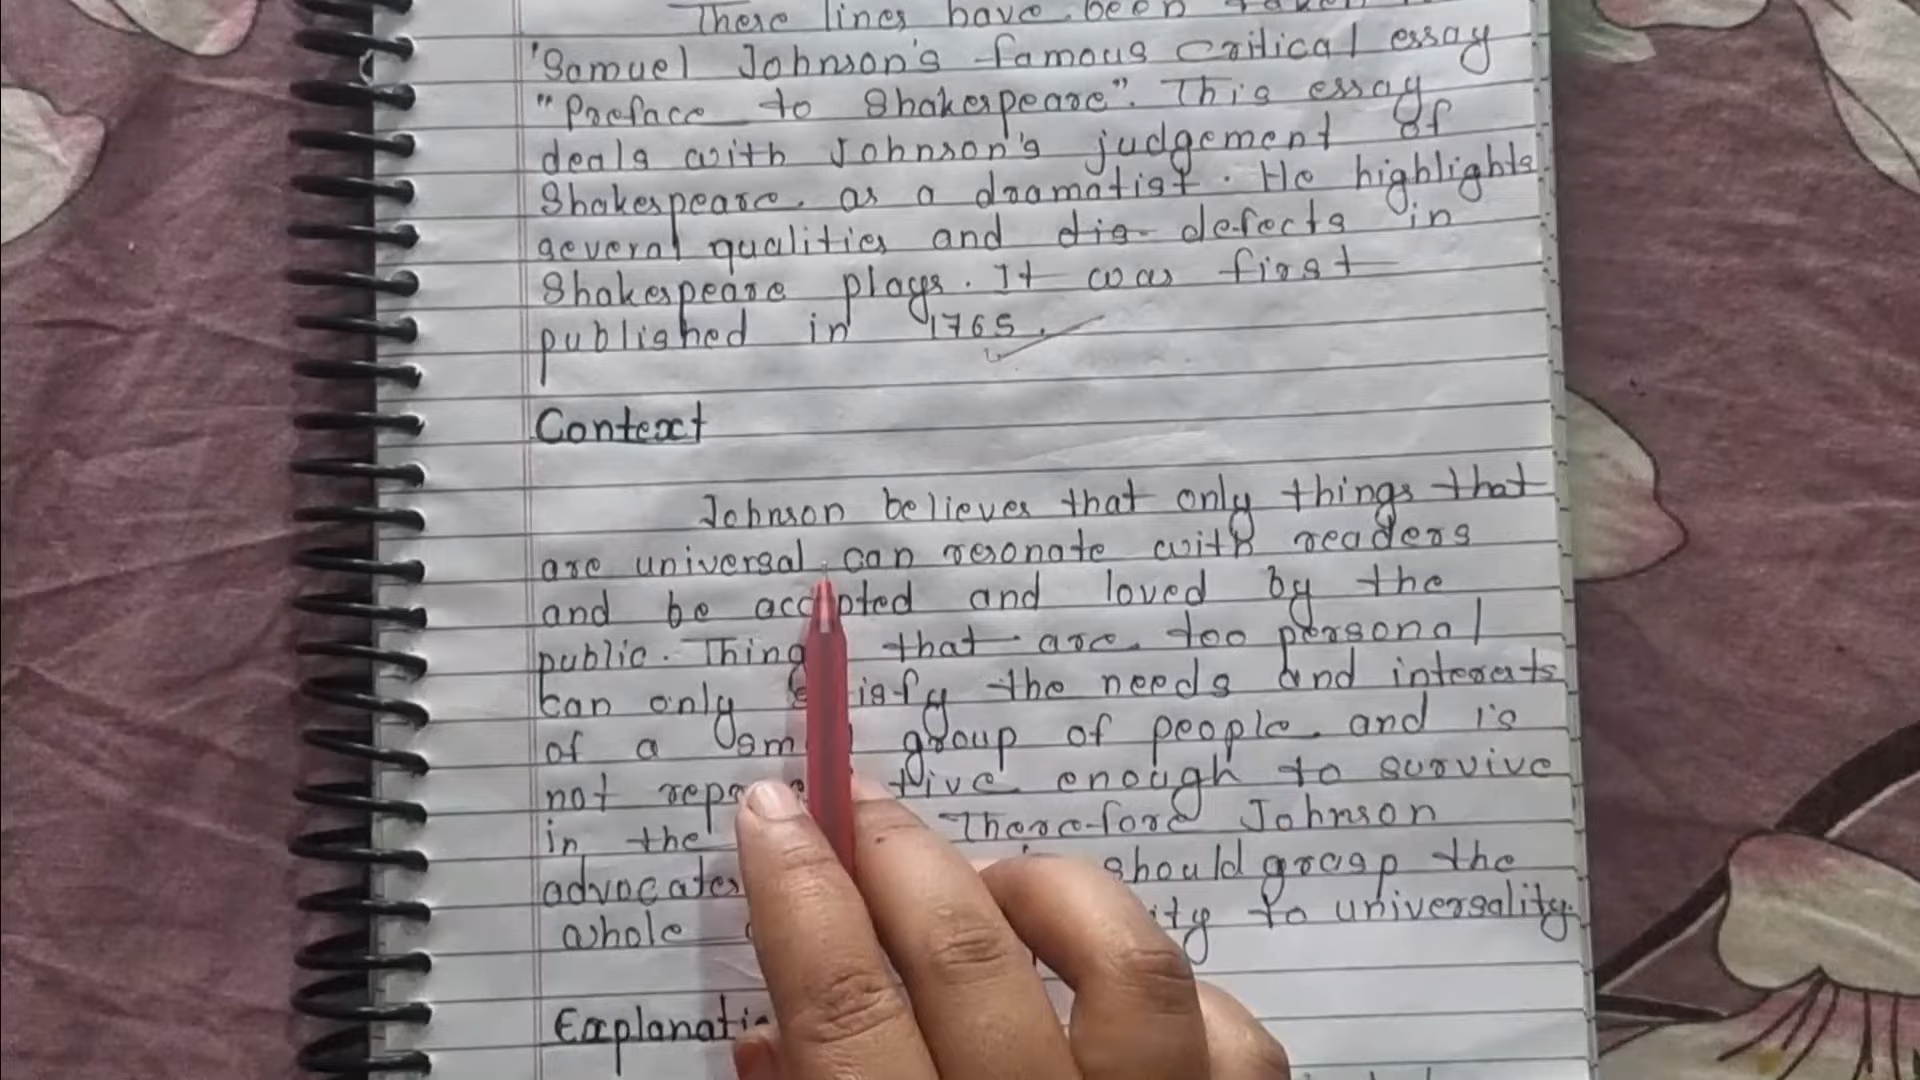 These lines have been taken
'Samuel Johnson's famous critical essay
"Preface to Shakespeare". This essay
deals with Johnson's judgement of
Shakespeare as a dramatist. He highlights
several qualities and dis- defects in
Shakespeare plays. It was first
published in 1765.
Context
Johnson believes that only things that
are universal can resonate with readers
and be accepted and loved by the
public. Thing that are too personal
can only the needs and interests
of a group of people and is
not enough to survive
in the Therefore Johnson
advocates should grasp the
whole to universality.